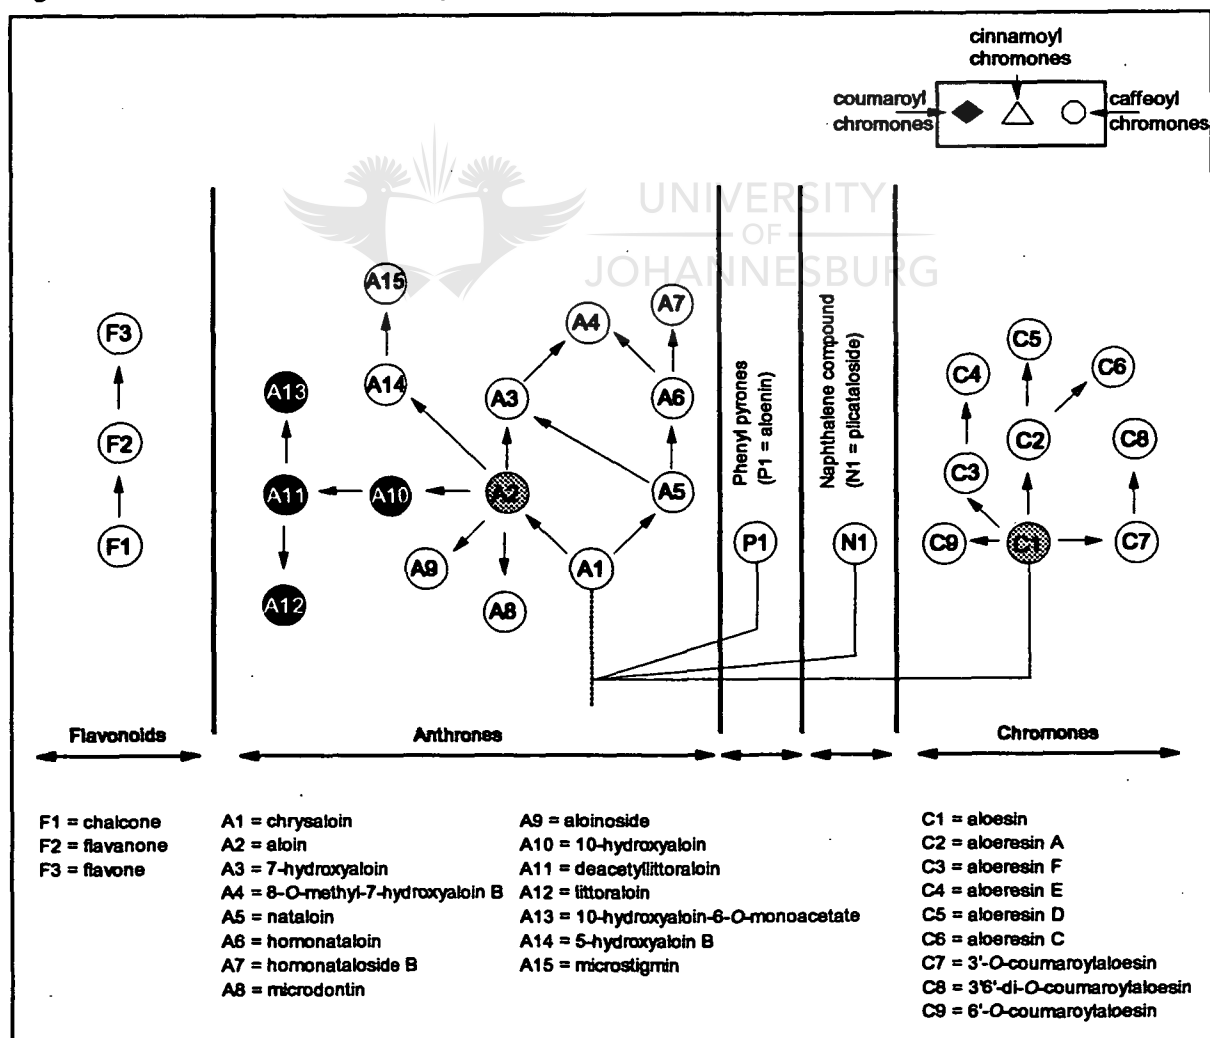 cinnamoyl
chromones
coumaroyl
chromones
caffeoyl
chromones
UNIVERSITY
OF
JOHANNESBURG
F3
F2
F1
A15
A14
A13
A11
A10
A12
A2
A9
A8
A3
A4
A7
A6
A5
A1
Phenyl pyrones
(P1 = aloenin)
P1
Naphthalene compound
(N1 = plicataloside)
N1
C5
C4
C6
C2
C8
C3
C9
C1
C7
Flavonoids
Anthrones
Chromones
F1 = chalcone
F2 = flavanone
F3 = flavone
A1 = chrysaloin
A2 = aloin
A3 = 7-hydroxyaloin
A4 = 8-O-methyl-7-hydroxyaloin B
A5 = nataloin
A6 = homonataloin
A7 = homonataloside B
A8 = microdontin
A9 = aloinoside
A10 = 10-hydroxyaloin
A11 = deacetyllittoraloin
A12 = littoraloin
A13 = 10-hydroxyaloin-6-O-monoacetate
A14 = 5-hydroxyaloin B
A15 = microstigmin
C1 = aloesin
C2 = aloeresin A
C3 = aloeresin F
C4 = aloeresin E
C5 = aloeresin D
C6 = aloeresin C
C7 = 3'-O-coumaroylaloesin
C8 = 3'6'-di-O-coumaroylaloesin
C9 = 6'-O-coumaroylaloesin